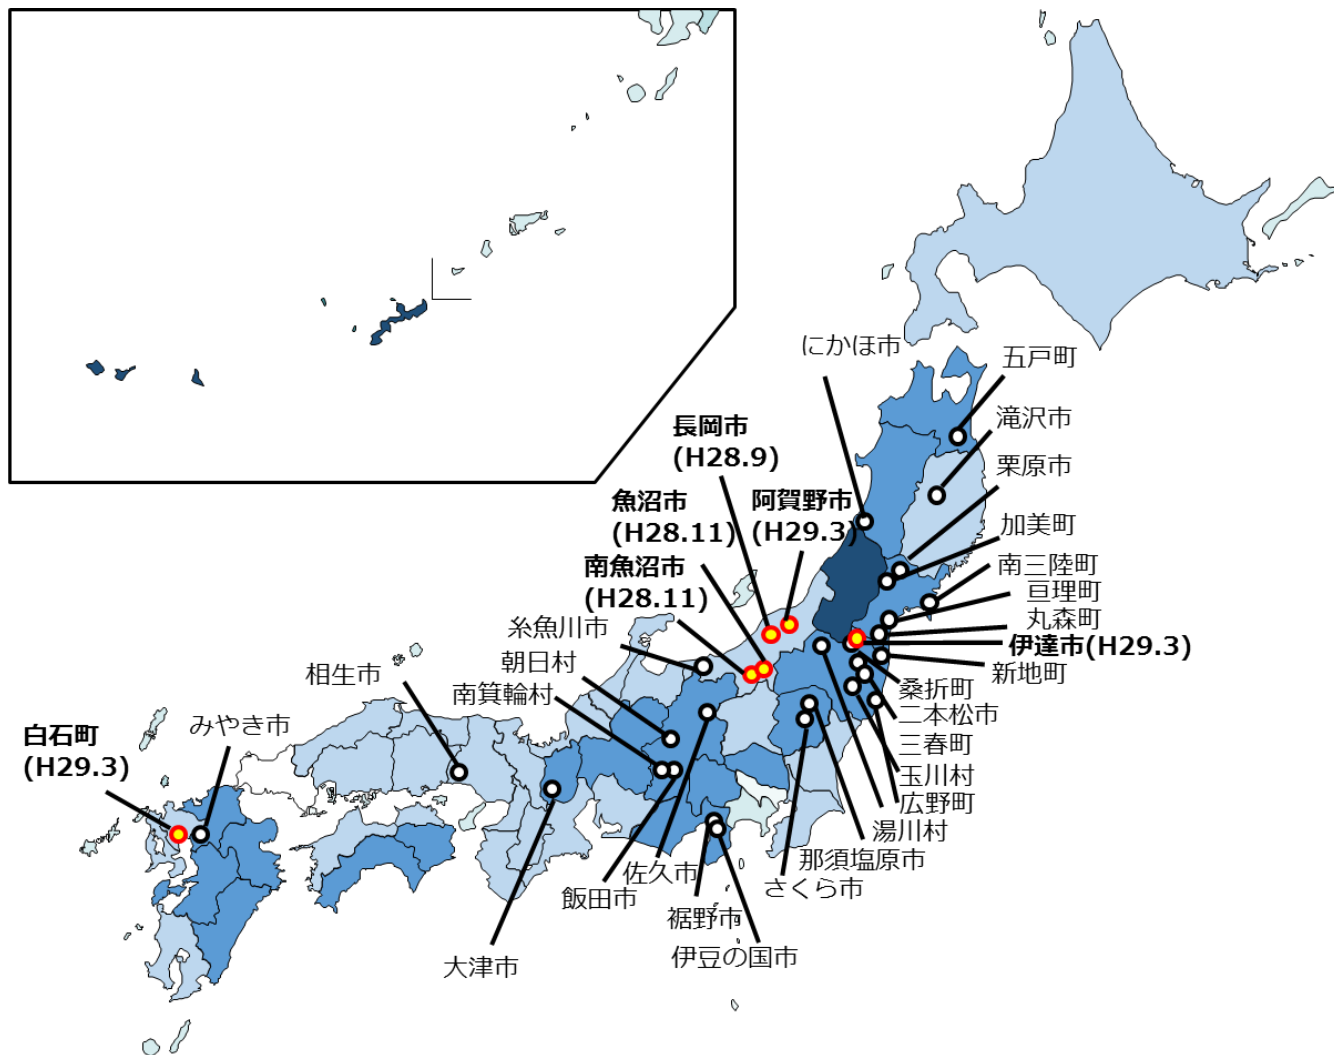 にかほ市
五戸町
滝沢市
長岡市
(H28.9)
栗原市
魚沼市
(H28.11)
阿賀野市
(H29.3)
加美町
南三陸町
南魚沼市
(H28.11)
亘理町
丸森町
糸魚川市
伊達市(H29.3)
朝日村
相生市
新地町
南箕輪村
桑折町
二本松市
みやき市
白石町
(H29.3)
三春町
玉川村
広野町
湯川村
那須塩原市
佐久市
さくら市
飯田市
裾野市
伊豆の国市
大津市